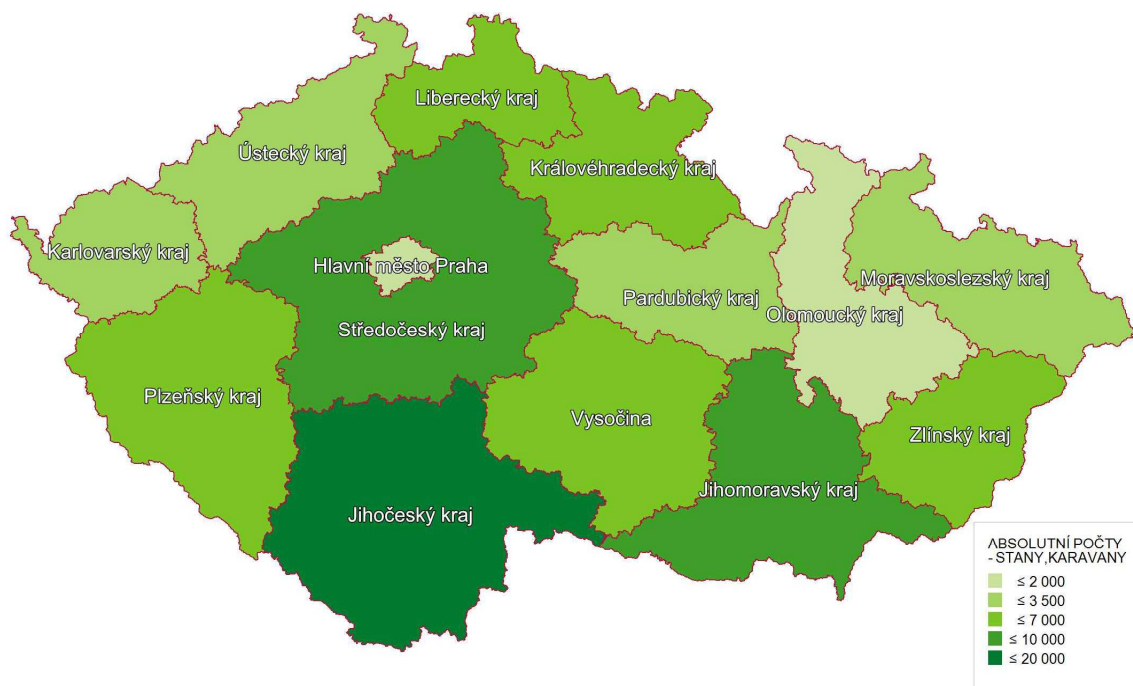 Liberecký kraj
Ústecký kraj
Královéhradecký kraj
Karlovarský kraj
Hlavní město Praha
Moravskoslezský kraj
Pardubický kraj
Olomoucký kraj
Středočeský kraj
Plzeňský kraj
Vysočina
Zlínský kraj
Jihomoravský kraj
Jihočeský kraj
ABSOLUTNÍ POČTY
- STANY,KARAVANY
≤ 2 000
≤ 3 500
≤ 7 000
≤ 10 000
≤ 20 000